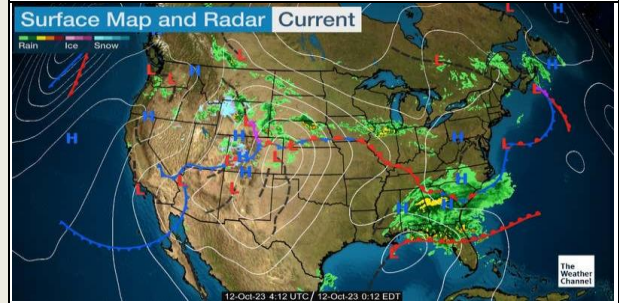 Surface Map and Radar Current
Rain Ice Snow
L
L
H
L
L
L
H
L
H
H
L
H
H
L
L
L
H
L
H
L
H
L
L
H
H
H
L
The
Weather
Channel
12-Oct-23 4:12 UTC / 12-Oct-23 0:12 EDT